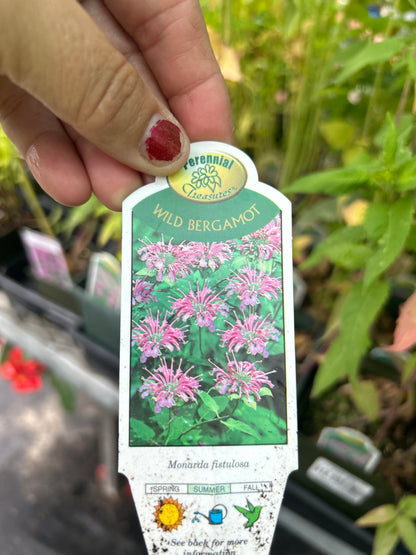 Perennial
Treasures
WILD BERGAMOT
Monarda fistulosa
SPRING SUMMER FALL
See back for more
information